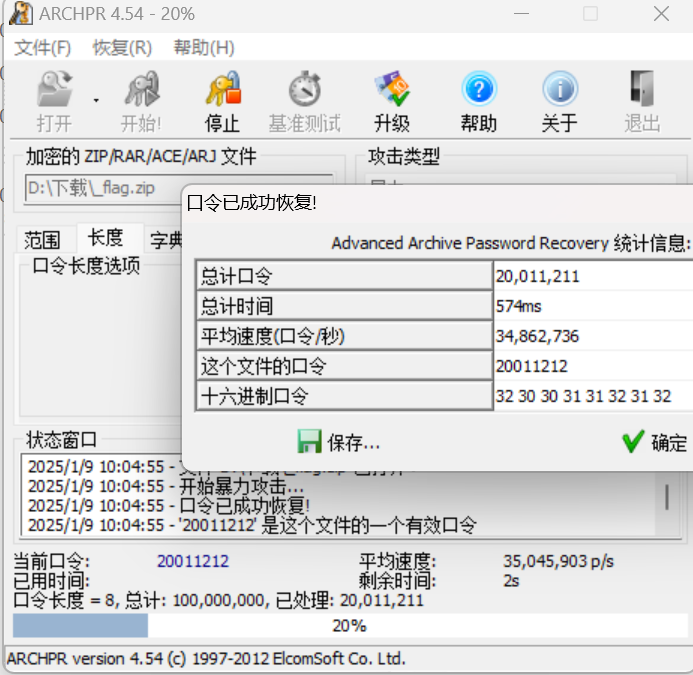 ARCHPR 4.54 - 20%
文件(F) 恢复(R) 帮助(H)
打开 开始! 停止 基准测试 升级 帮助 关于 退出
加密的 ZIP/RAR/ACE/ARJ 文件 攻击类型
D:\下载\_flag.zip
口令已成功恢复!
范围 长度 字典
口令长度选项
Advanced Archive Password Recovery 统计信息:
总计口令 20,011,211
总计时间 574ms
平均速度(口令/秒) 34,862,736
这个文件的口令 20011212
十六进制口令 32 30 30 31 31 32 31 32
保存... 确定
状态窗口
2025/1/9 10:04:55 -
2025/1/9 10:04:55 - 开始暴力攻击...
2025/1/9 10:04:55 - 口令已成功恢复!
2025/1/9 10:04:55 - '20011212' 是这个文件的一个有效口令
当前口令: 20011212 平均速度: 35,045,903 p/s
已用时间: 剩余时间: 2s
口令长度 = 8, 总计: 100,000,000, 已处理: 20,011,211
20%
ARCHPR version 4.54 (c) 1997-2012 ElcomSoft Co. Ltd.